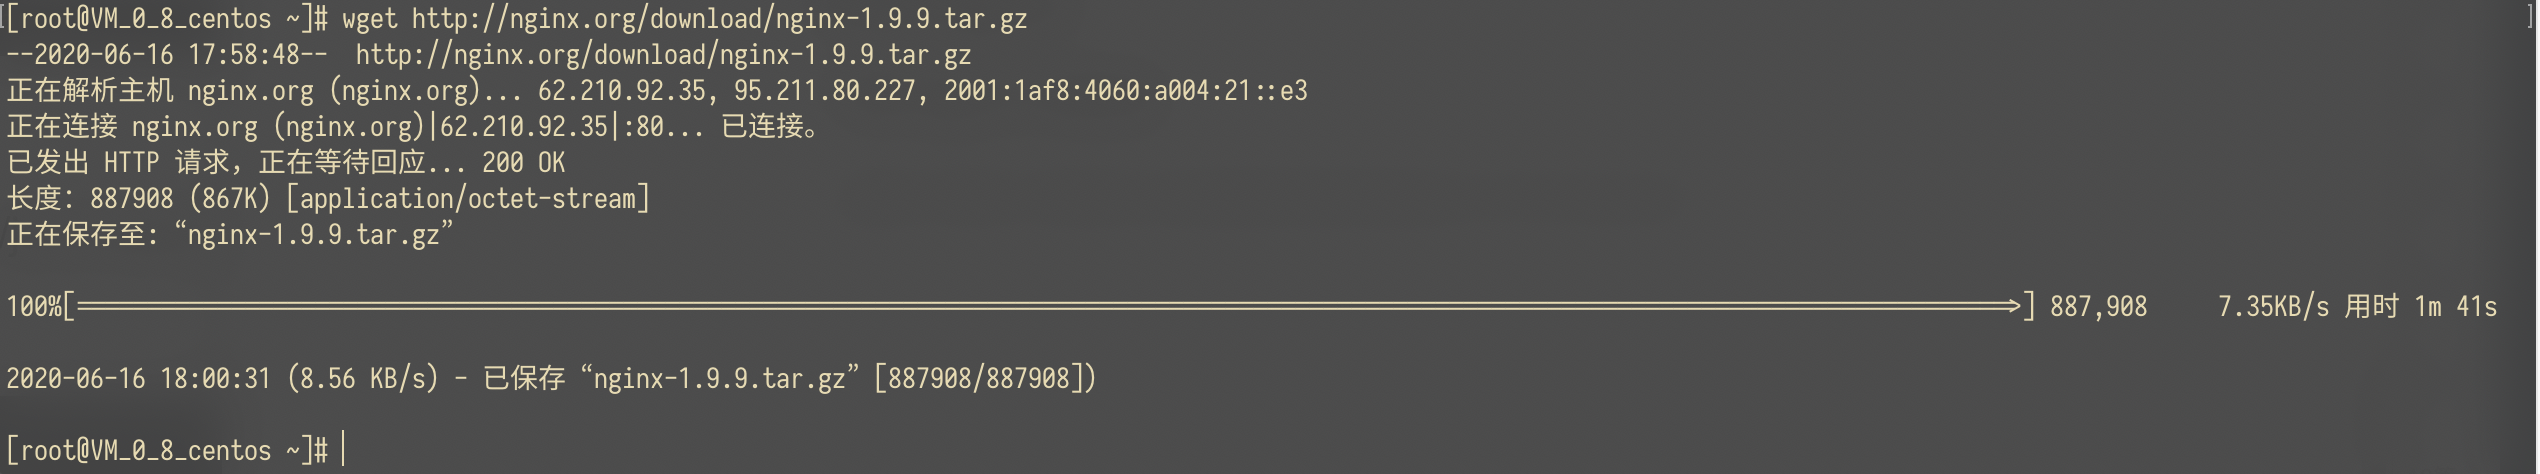 [root@VM_0_8_centos ~]# wget http://nginx.org/download/nginx-1.9.9.tar.gz
--2020-06-16 17:58:48--  http://nginx.org/download/nginx-1.9.9.tar.gz
正在解析主机 nginx.org (nginx.org)... 62.210.92.35, 95.211.80.227, 2001:1af8:4060:a004:21::e3
正在连接 nginx.org (nginx.org)|62.210.92.35|:80... 已连接。
已发出 HTTP 请求，正在等待回应... 200 OK
长度：887908 (867K) [application/octet-stream]
正在保存至: “nginx-1.9.9.tar.gz”
100%[======================================================================>] 887,908     7.35KB/s 用时 1m 41s
2020-06-16 18:00:31 (8.56 KB/s) - 已保存 “nginx-1.9.9.tar.gz” [887908/887908])
[root@VM_0_8_centos ~]#